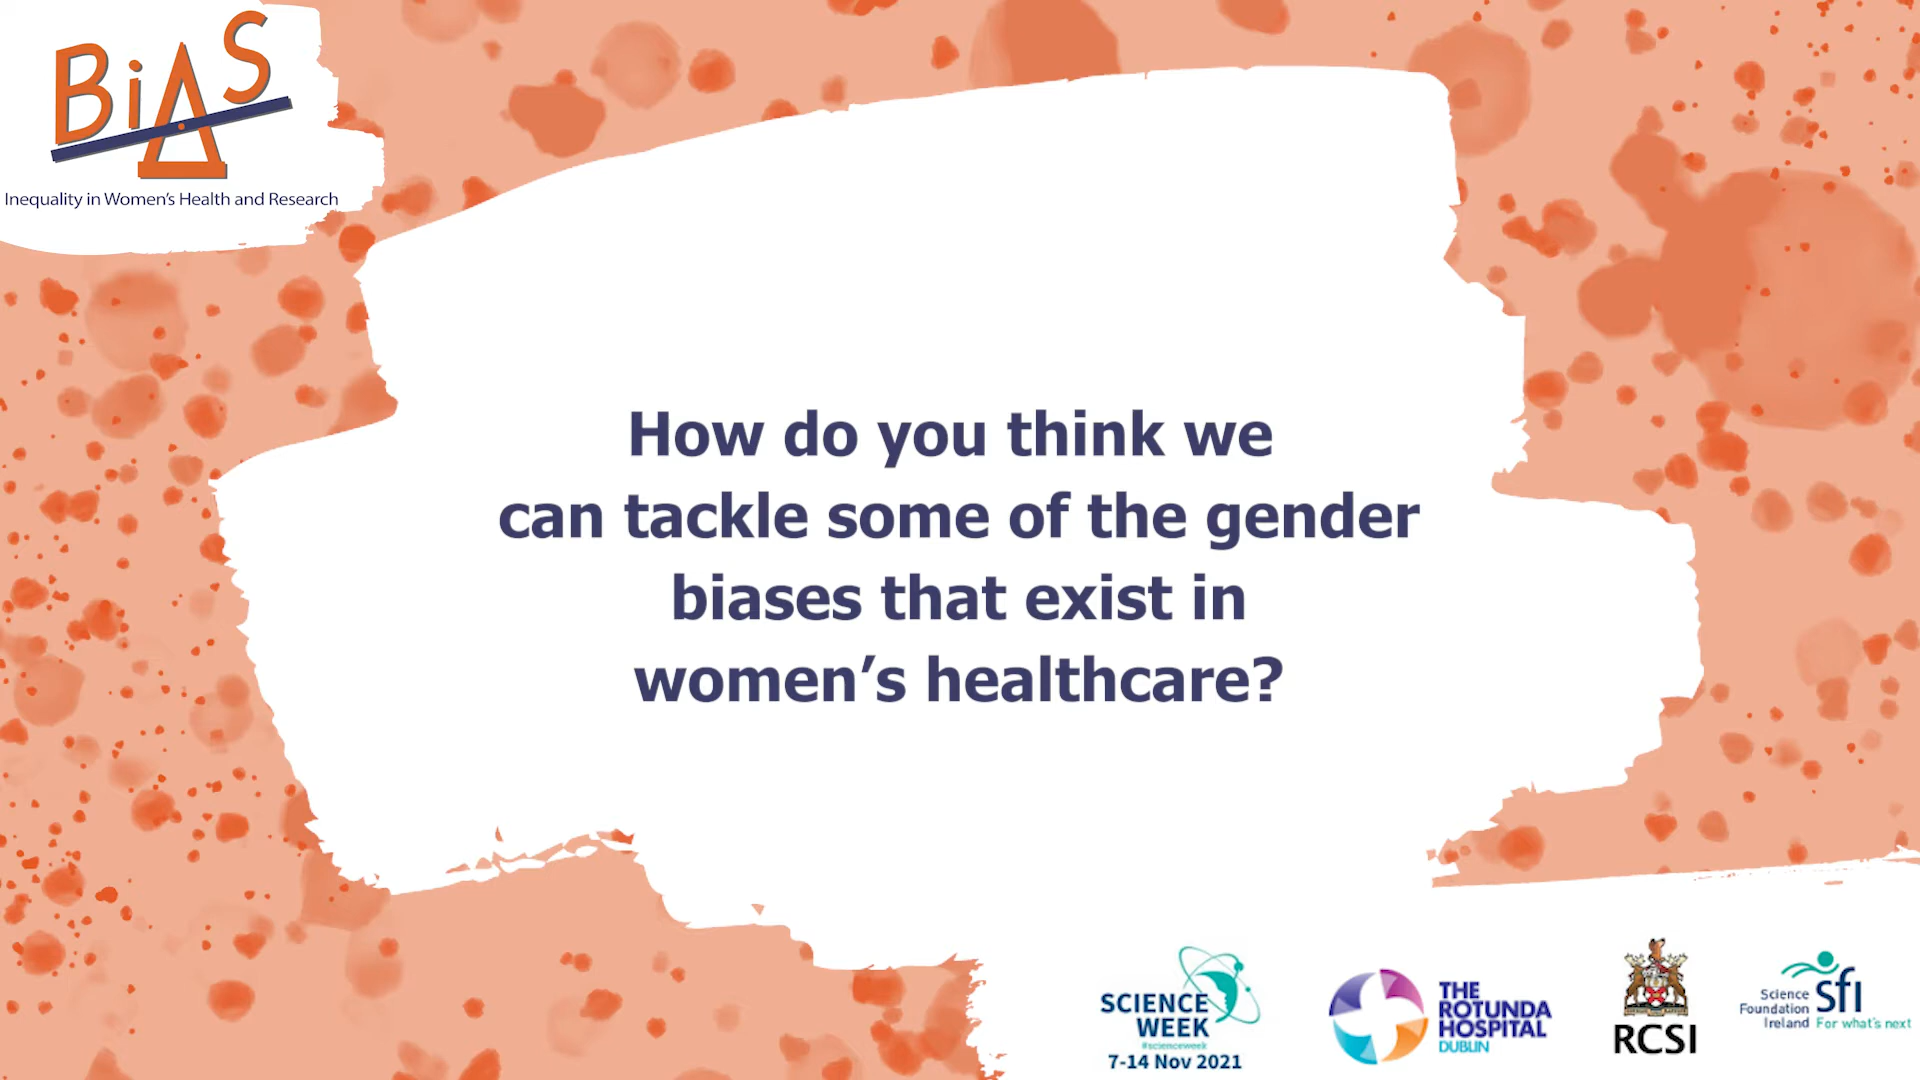 BiAS
Inequality in Women's Health and Research
How do you think we
can tackle some of the gender
biases that exist in
women's healthcare?
SCIENCE
WEEK
#scienceweek
7-14 Nov 2021
THE
ROTUNDA
HOSPITAL
DUBLIN
RCSI
Science
Foundation
Ireland
sfi
For what's next